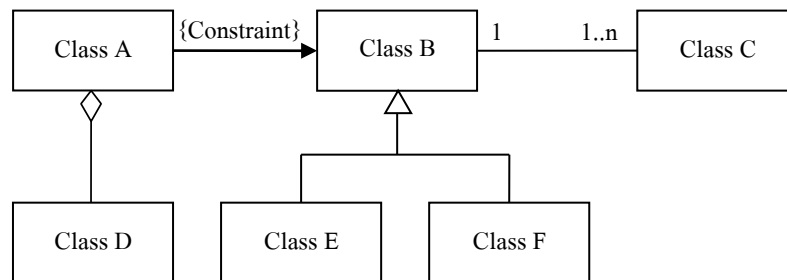 Class A
{Constraint}
Class B
1
1..n
Class C
Class D
Class E
Class F